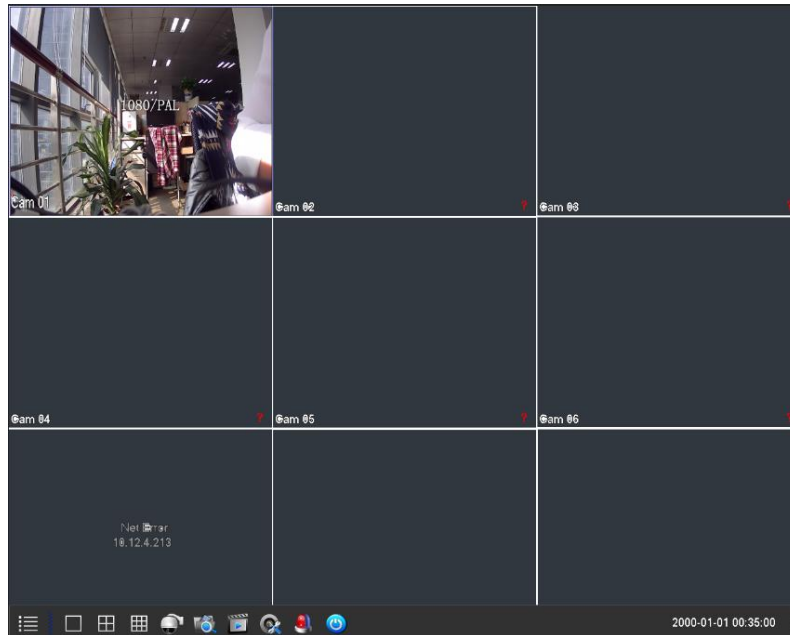 1080/PAL
Cam 01
Cam 02
?
Cam 03
?
Cam 04
?
Cam 05
?
Cam 06
?
Net Error
10.12.4.213
2000-01-01 00:35:00